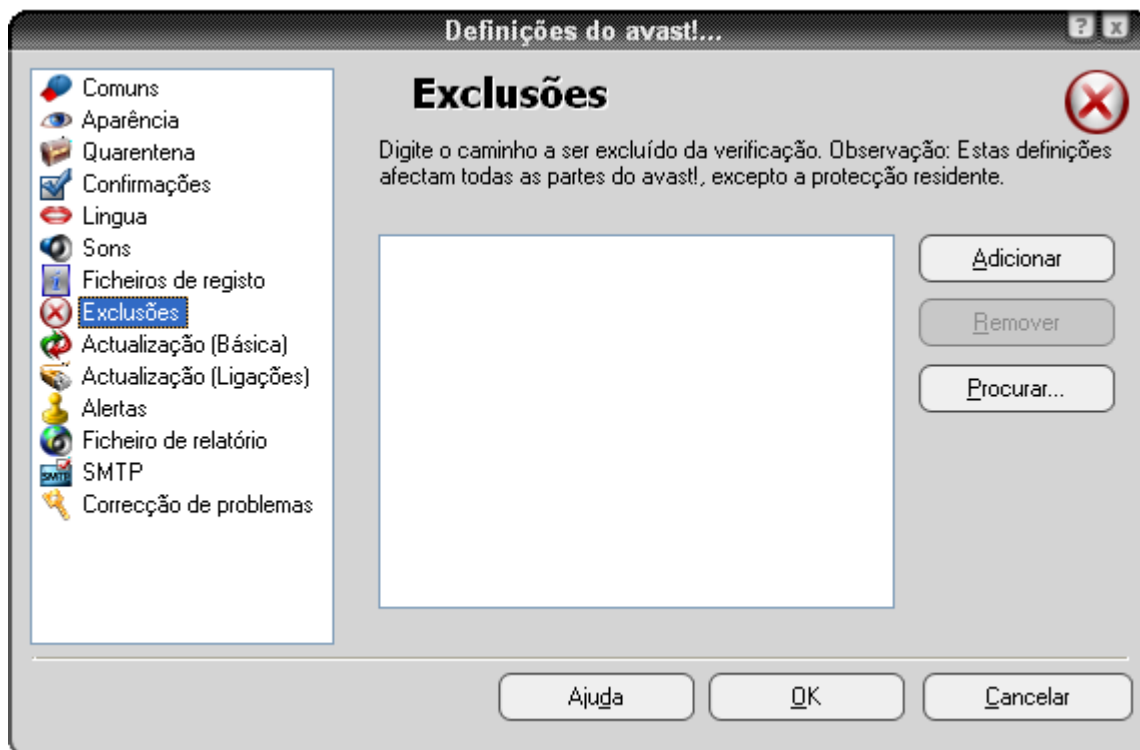 Definições do avast!...
Comuns
Aparência
Quarentena
Confirmações
Lingua
Sons
Ficheiros de registo
Exclusões
Actualização (Básica)
Actualização (Ligações)
Alertas
Ficheiro de relatório
SMTP
Correcção de problemas
Exclusões
Digite o caminho a ser excluído da verificação. Observação: Estas definições
afectam todas as partes do avast!, excepto a protecção residente.
Adicionar
Remover
Procurar...
Ajuda
OK
Cancelar